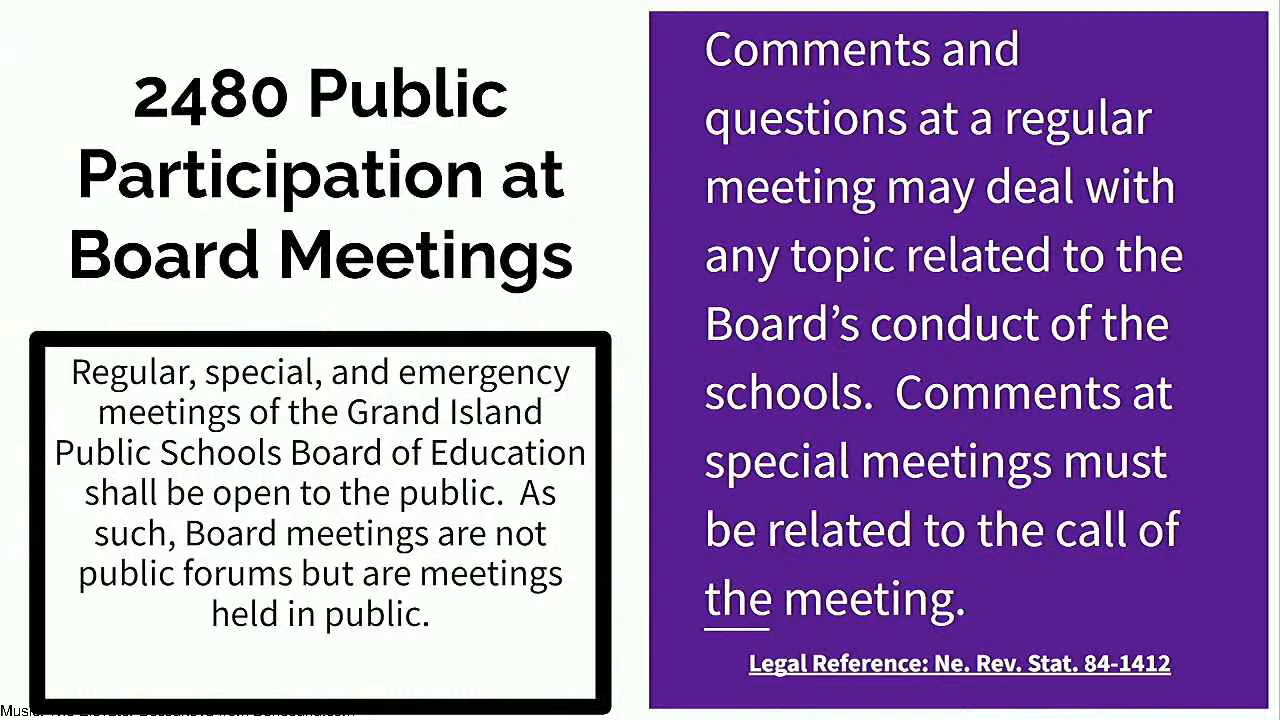 2480 Public
Participation at
Board Meetings
Regular, special, and emergency
meetings of the Grand Island
Public Schools Board of Education
shall be open to the public.  As
such, Board meetings are not
public forums but are meetings
held in public.
Comments and
questions at a regular
meeting may deal with
any topic related to the
Board’s conduct of the
schools.  Comments at
special meetings must
be related to the call of
the meeting.
Legal Reference: Ne. Rev. Stat. 84-1412